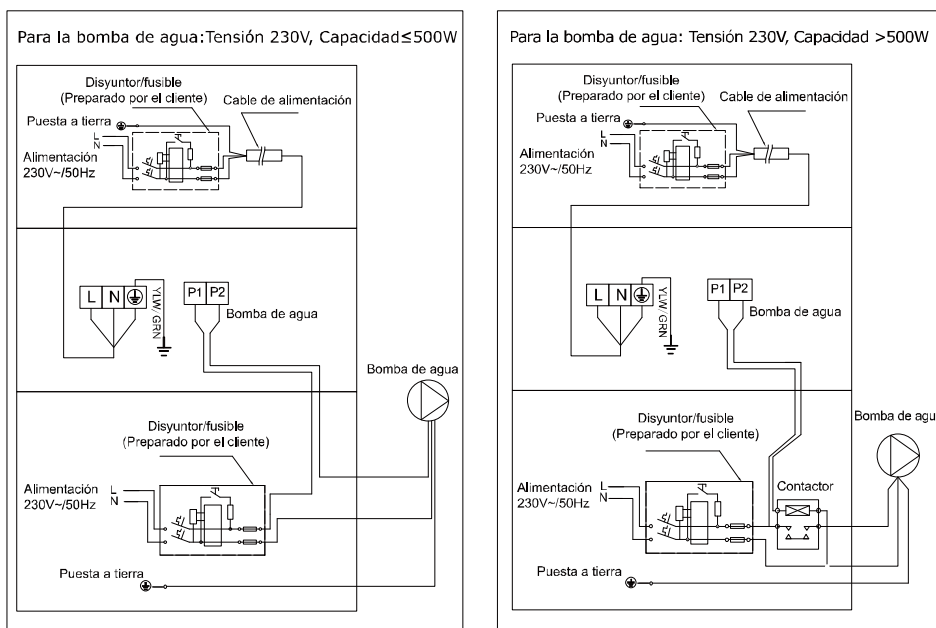 Para la bomba de agua:Tensión 230V, Capacidad≤500W
Disyuntor/fusible
(Preparado por el cliente)
Cable de alimentación
Puesta a tierra
L
N
Alimentación
230V~/50Hz
L N
YLW/GRN
P1 P2
Bomba de agua
Bomba de agua
Disyuntor/fusible
(Preparado por el cliente)
Alimentación
230V~/50Hz
L
N
Puesta a tierra
Para la bomba de agua: Tensión 230V, Capacidad >500W
Disyuntor/fusible
(Preparado por el cliente)
Cable de alimentación
Puesta a tierra
L
N
Alimentación
230V~/50Hz
L N
YLW/GRN
P1 P2
Bomba de agua
Bomba de agu
Disyuntor/fusible
(Preparado por el cliente)
Contactor
Alimentación
230V~/50Hz
L
N
Puesta a tierra